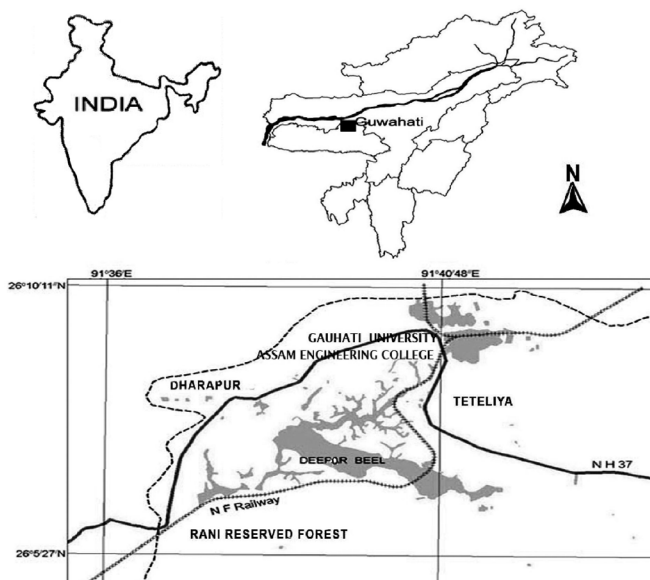 INDIA
Guwahati
N
91°36'E
91°40'48"E
26°10'11"N
GAUHATI UNIVERSITY
ASSAM ENGINEERING COLLEGE
DHARAPUR
TETELIYA
DEEPOR BEEL
N H 37
N F Railway
RANI RESERVED FOREST
26°5'27"N